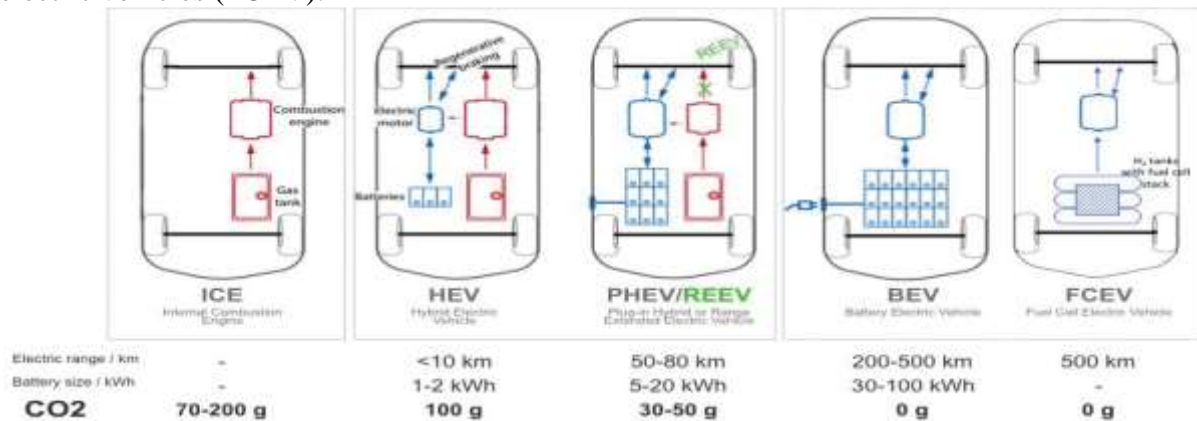 electric vehicles (FCEV).
REEV
Regenerative
braking
Combustion
engine
Electric
motor
Gas
tank
Batteries
H₂ tanks
with fuel cell
stack
ICE
Internal Combustion
Engine
HEV
Hybrid Electric
Vehicle
PHEV/REEV
Plug-in Hybrid or Range
Extended Electric Vehicle
BEV
Battery Electric Vehicle
FCEV
Fuel Cell Electric Vehicle
Electric range / km - <10 km 50-80 km 200-500 km 500 km
Battery size / kWh - 1-2 kWh 5-20 kWh 30-100 kWh -
CO2 70-200 g 100 g 30-50 g 0 g 0 g